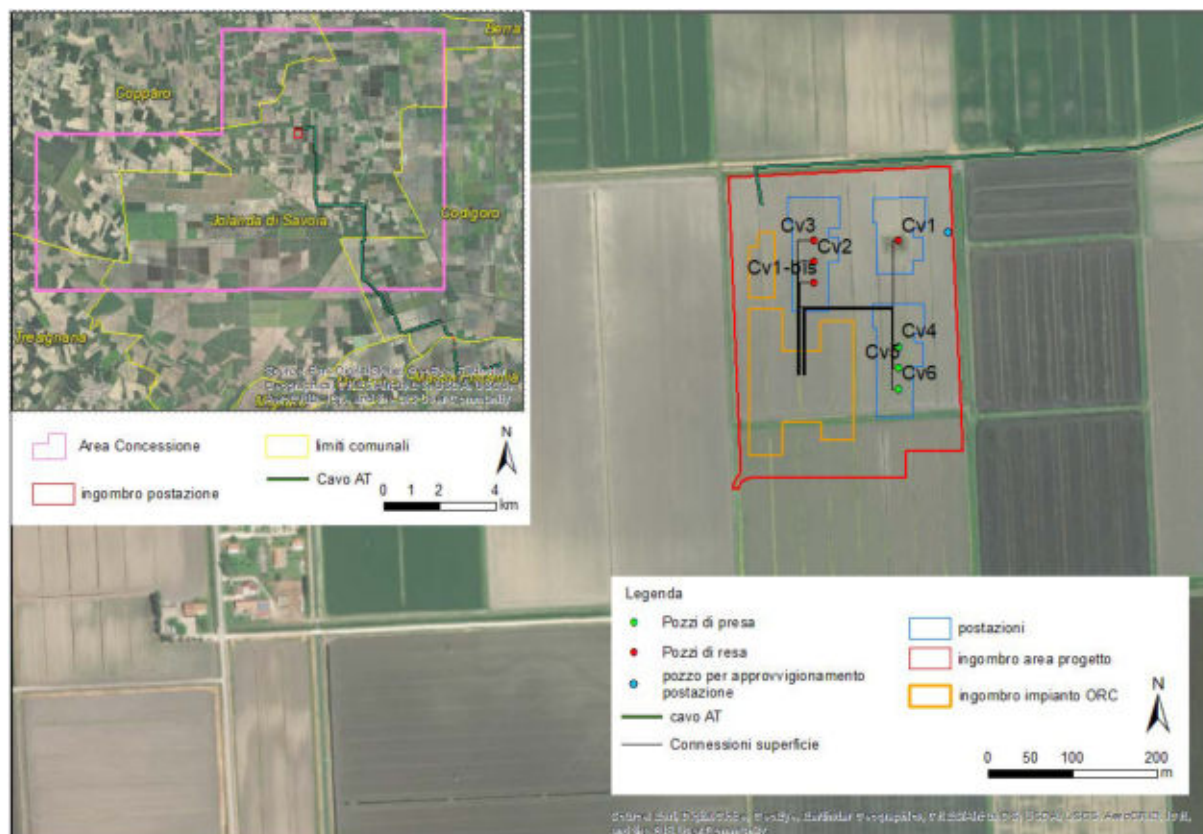 Berra
Copparo
Jolanda di Savoia
Codigoro
Tresignana
Area Concessione
limiti comunali
N
ingombro postazione
Cavo AT
0 1 2 4
km
Cv3
Cv1
Cv2
Cv1-bis
Cv4
Cv5
Cv6
Legenda
Pozzi di presa
postazioni
Pozzi di resa
ingombro area progetto
pozzo per approvvigionamento
postazione
ingombro impianto ORC
N
cavo AT
Connessioni superficie
0 50 100 200
m